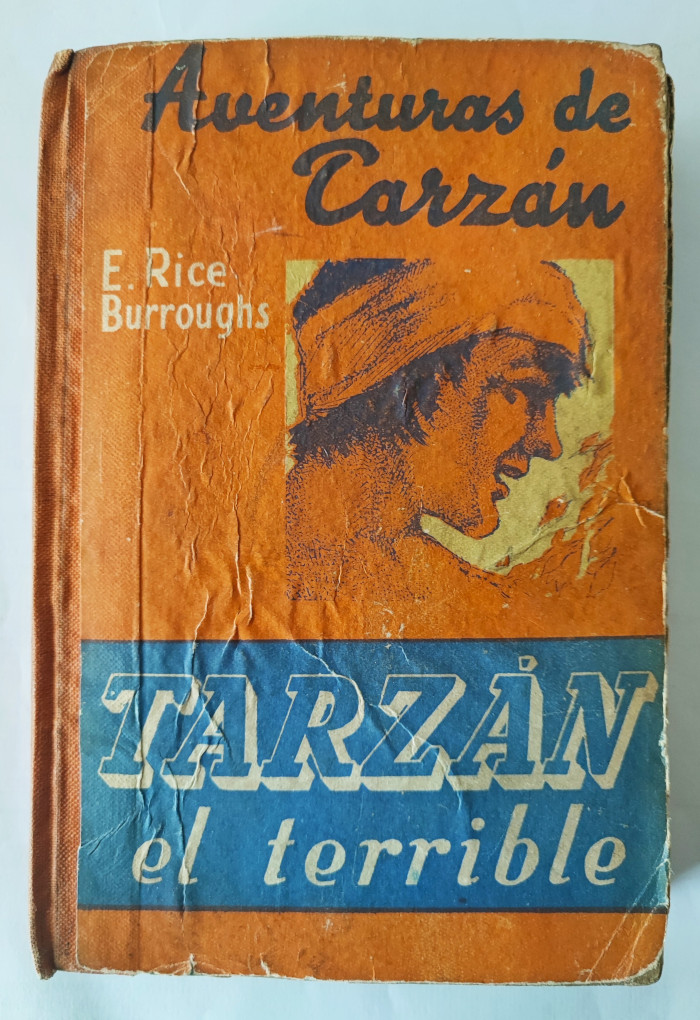 Aventuras de
Tarzán
E. Rice
Burroughs
TARZÁN
el terrible